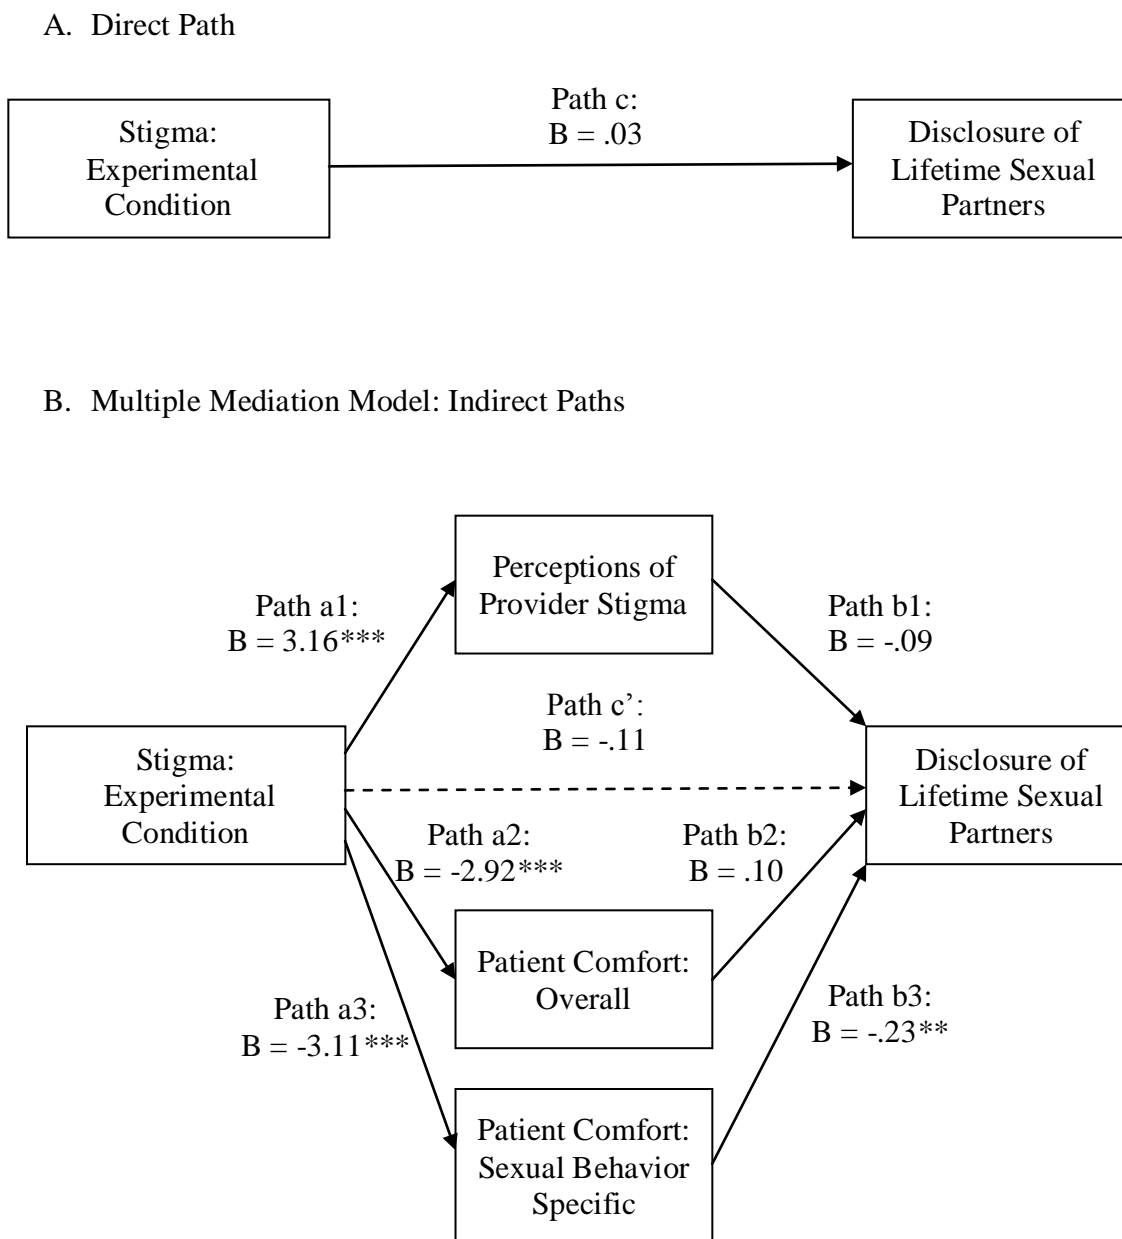 A. Direct Path
Path c:
B = .03
Stigma:
Experimental
Condition
Disclosure of
Lifetime Sexual
Partners
B. Multiple Mediation Model: Indirect Paths
Perceptions of
Provider Stigma
Path a1:
B = 3.16***
Path b1:
B = -.09
Path c’:
B = -.11
Stigma:
Experimental
Condition
Disclosure of
Lifetime Sexual
Partners
Path a2:
B = -2.92***
Path b2:
B = .10
Patient Comfort:
Overall
Path a3:
B = -3.11***
Path b3:
B = -.23**
Patient Comfort:
Sexual Behavior
Specific